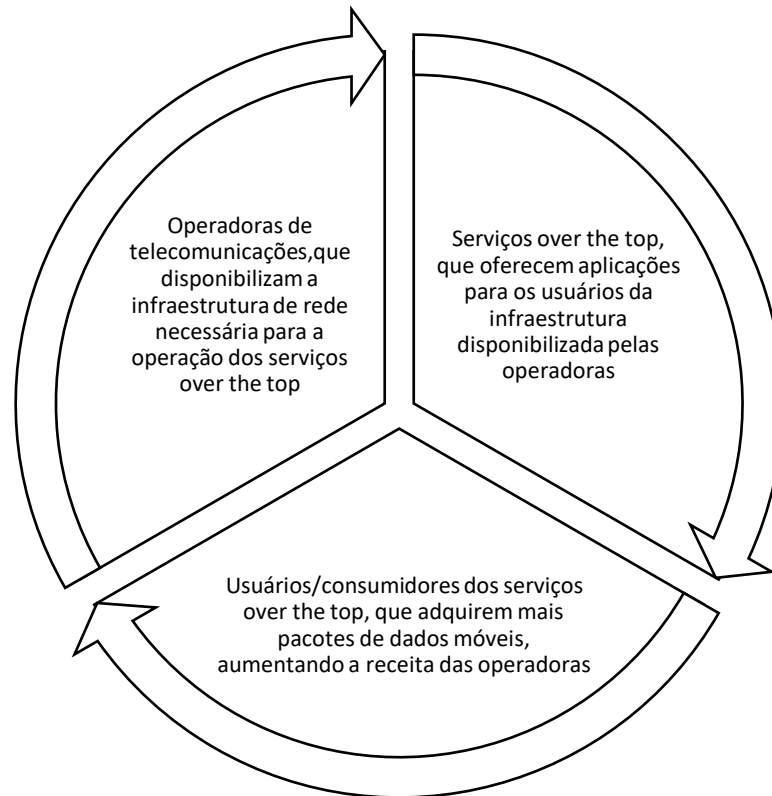 Operadoras de
telecomunicações,que
disponibilizam a
infraestrutura de rede
necessária para a
operação dos serviços
over the top
Serviços over the top,
que oferecem aplicações
para os usuários da
infraestrutura
disponibilizada pelas
operadoras
Usuários/consumidores dos serviços
over the top, que adquirem mais
pacotes de dados móveis,
aumentando a receita das operadoras